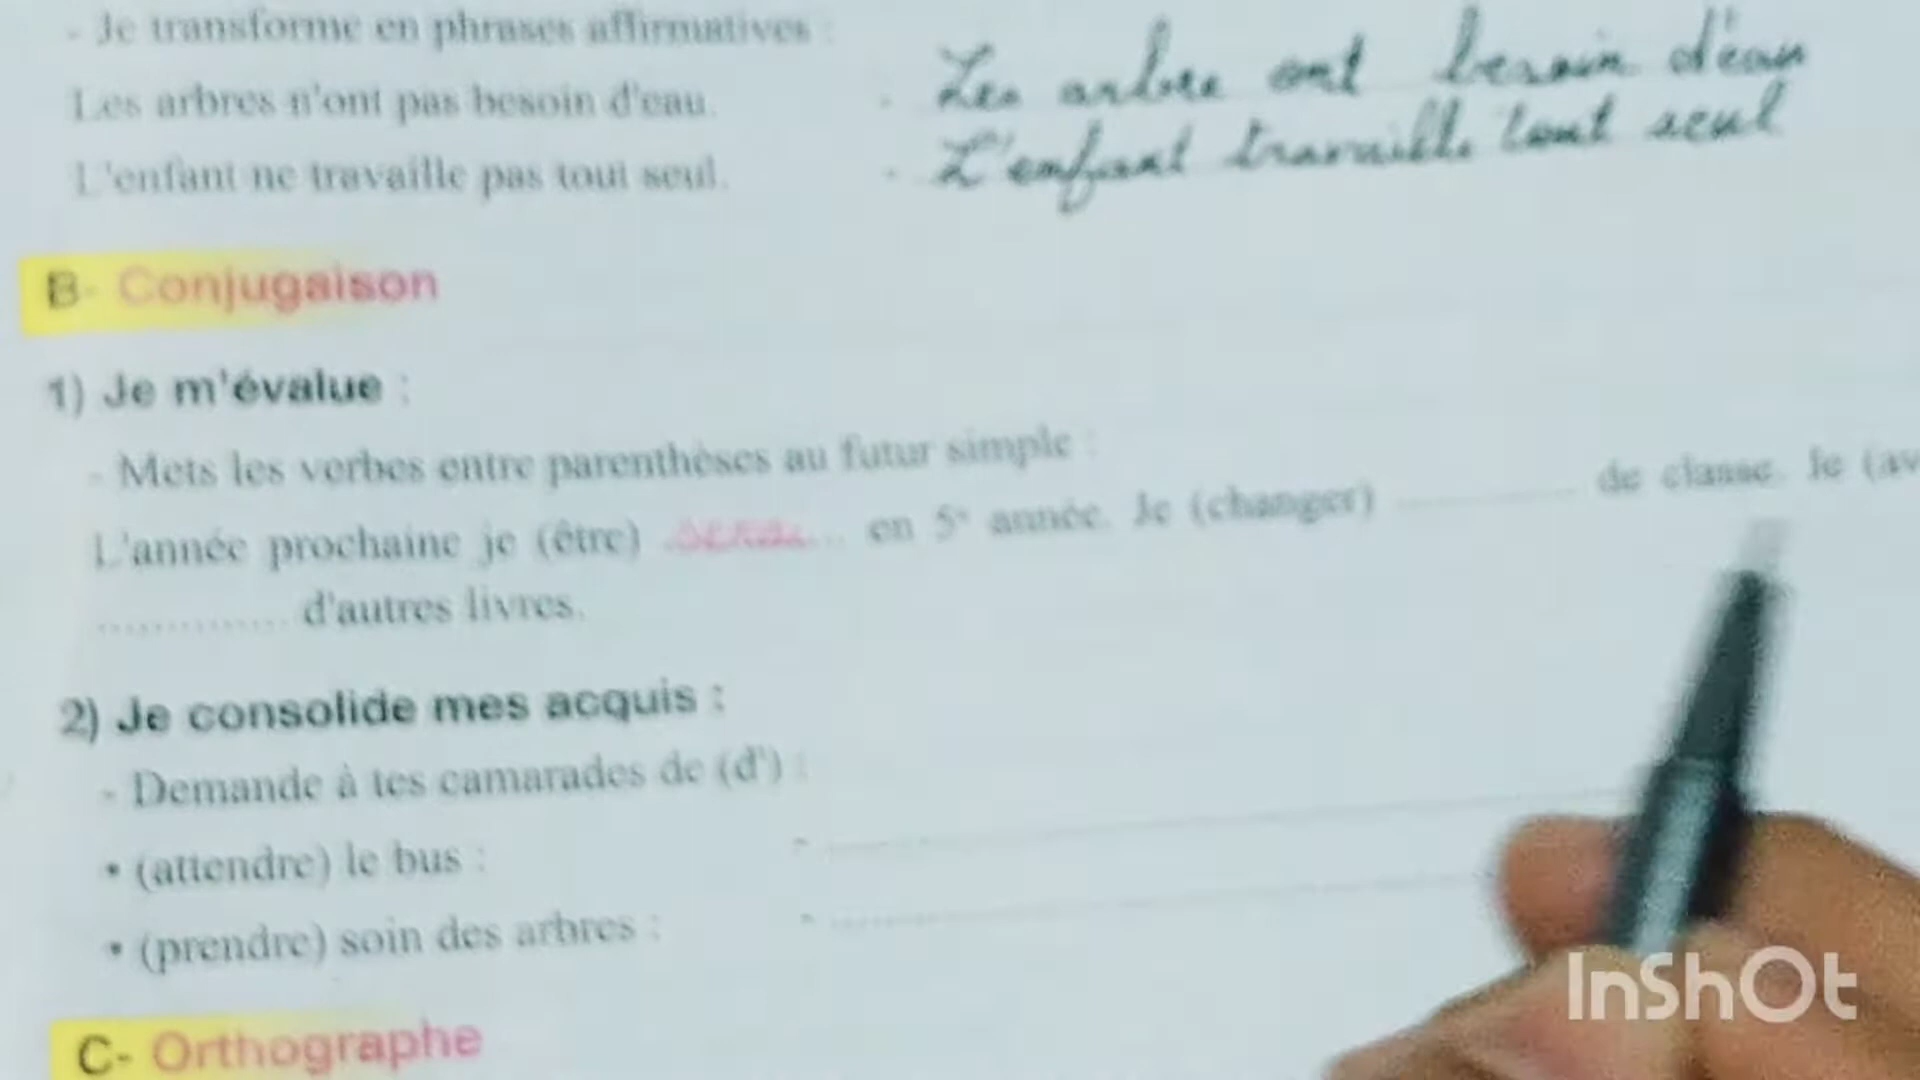 - Je transforme en phrases affirmatives :
Les arbres n'ont pas besoin d'eau. - Les arbre ont besoin d'eau
L'enfant ne travaille pas tout seul. - L'enfant travaille tout seul
B- Conjugaison
1) Je m'évalue :
- Mets les verbes entre parenthèses au futur simple :
L'année prochaine je (être) serai en 5e année. Je (changer) .......... de classe. Je (av
.............. d'autres livres.
2) Je consolide mes acquis :
- Demande à tes camarades de (d') :
• (attendre) le bus : -
• (prendre) soin des arbres : -
C- Orthographe
InShOt